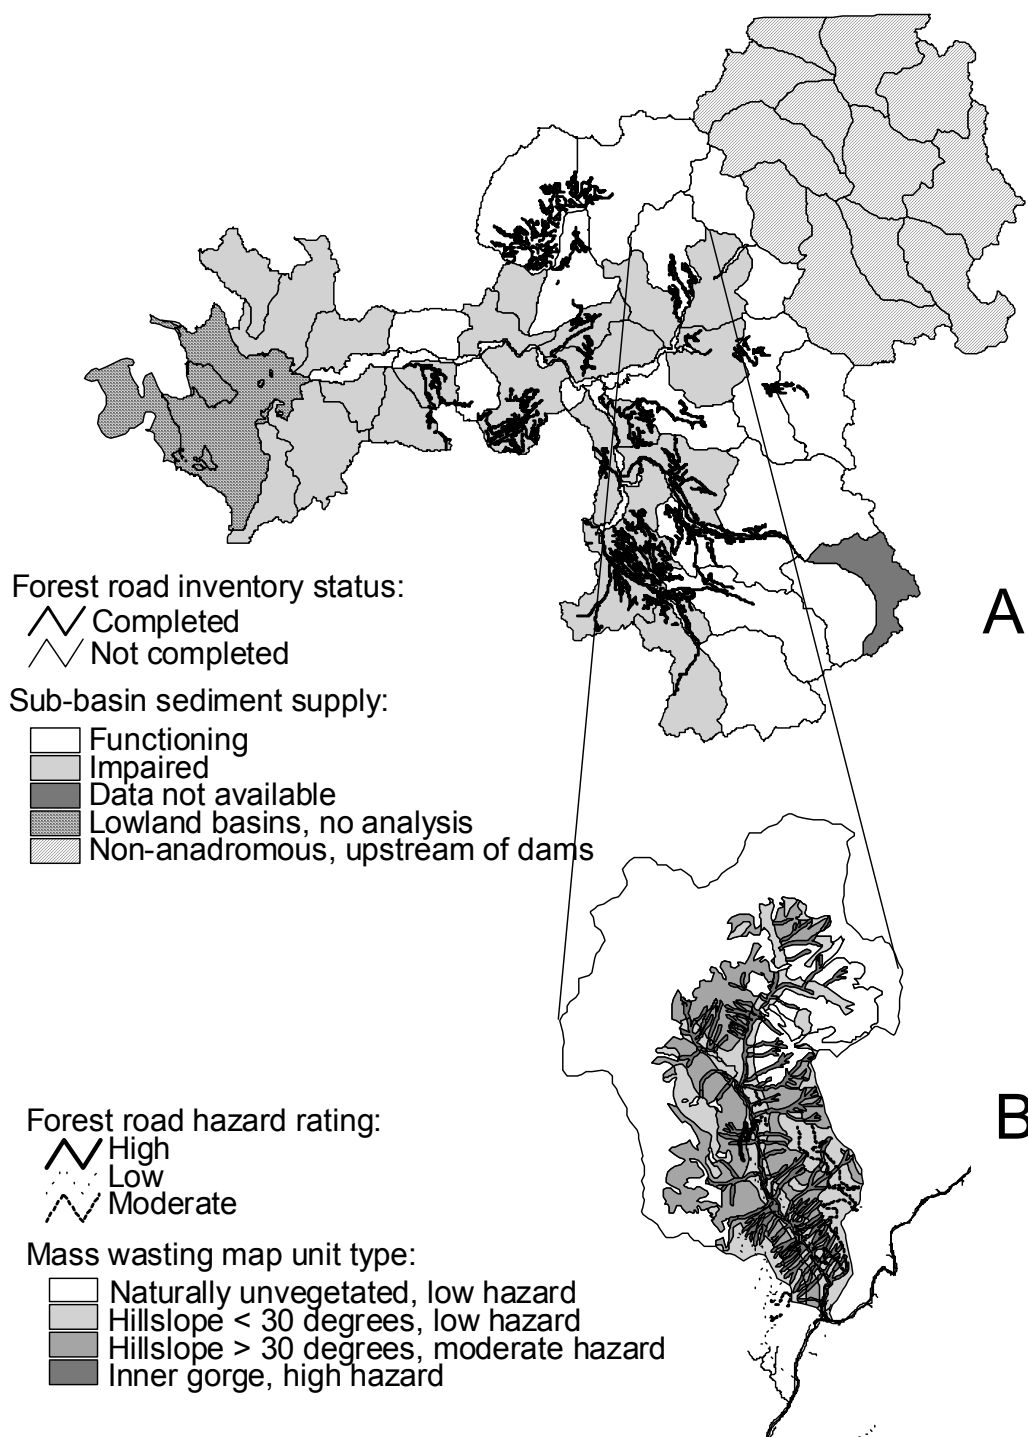 Forest road inventory status:
Completed
Not completed
A
Sub-basin sediment supply:
Functioning
Impaired
Data not available
Lowland basins, no analysis
Non-anadromous, upstream of dams
B
Forest road hazard rating:
High
Low
Moderate
Mass wasting map unit type:
Naturally unvegetated, low hazard
Hillslope < 30 degrees, low hazard
Hillslope > 30 degrees, moderate hazard
Inner gorge, high hazard